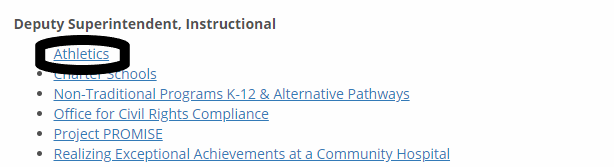 Deputy Superintendent, Instructional
Athletics
Charter Schools
Non-Traditional Programs K-12 & Alternative Pathways
Office for Civil Rights Compliance
Project PROMISE
Realizing Exceptional Achievements at a Community Hospital